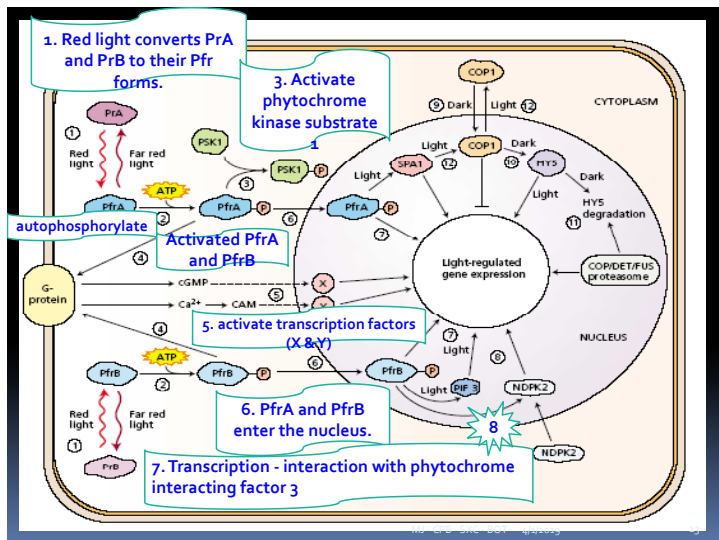 1. Red light converts PrA
and PrB to their Pfr
forms.
3. Activate
phytochrome
kinase substrate
1
COP1
9 Dark Light 12
CYTOPLASM
PrA
1
Red
light
Far red
light
PSK1
PSK1 P
3
ATP
PfrA
2
PfrA P
6
PfrA P
7
Light
SPA1
Light
12
COP1
Dark
10
HY5
Dark
Light
HY5
degradation
11
autophosphorylate
Activated PfrA
and PfrB
4
G-
protein
cGMP
X
5
Ca2+
CAM
Light-regulated
gene expression
COP/DET/FUS
proteasome
5. activate transcription factors
(X & Y)
NUCLEUS
4
ATP
PfrB
2
PfrB P
6
PfrB P
7
Light
8
Light
PIF 3
NDPK2
Red
light
Far red
light
1
PrB
6. PfrA and PfrB
enter the nucleus.
8
NDPK2
7. Transcription - interaction with phytochrome
interacting factor 3